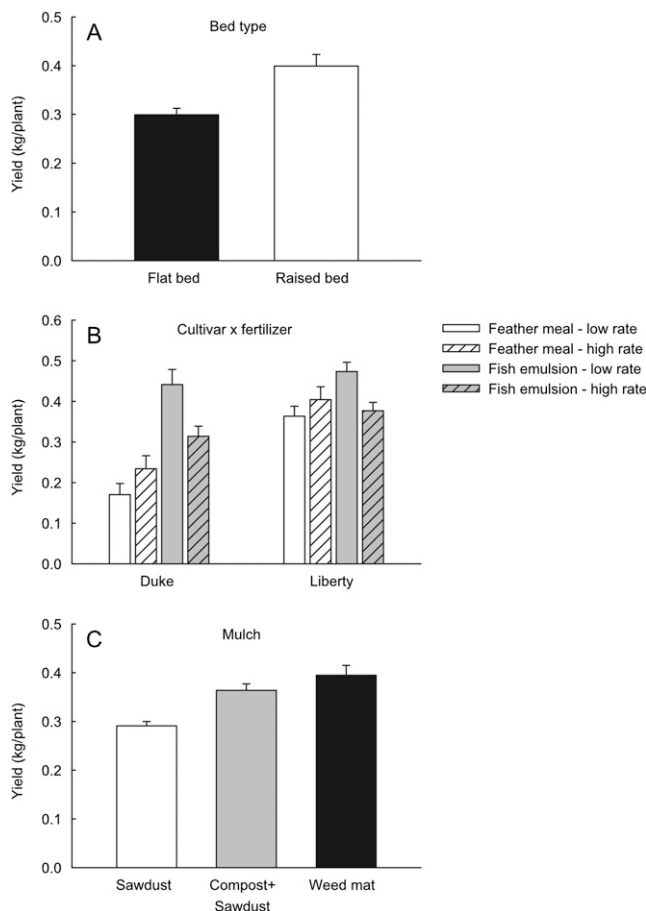 A
Bed type
Yield (kg/plant)
0.5
0.4
0.3
0.2
0.1
0.0
Flat bed
Raised bed
B
Cultivar x fertilizer
Yield (kg/plant)
0.6
0.5
0.4
0.3
0.2
0.1
0.0
Duke
Liberty
Feather meal - low rate
Feather meal - high rate
Fish emulsion - low rate
Fish emulsion - high rate
C
Mulch
Yield (kg/plant)
0.5
0.4
0.3
0.2
0.1
0.0
Sawdust
Compost+
Sawdust
Weed mat